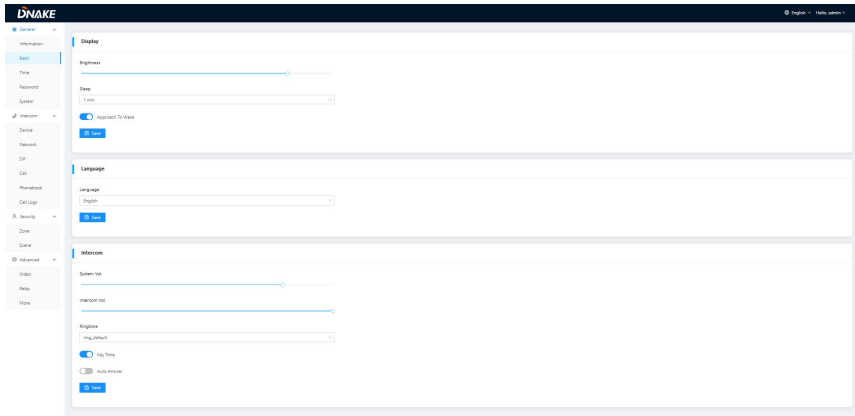 DNAKE
English
Hello, admin
General
Information
Basic
Time
Password
System
Intercom
Device
Network
SIP
Call
Phonebook
Call Logs
Security
Zone
Scene
Advanced
Video
Relay
More
Display
Brightness
Sleep
1 min
Approach To Wake
Save
Language
Language
English
Save
Intercom
System Vol.
Intercom Vol.
Ringtone
ring_default
Key Tone
Auto Answer
Save